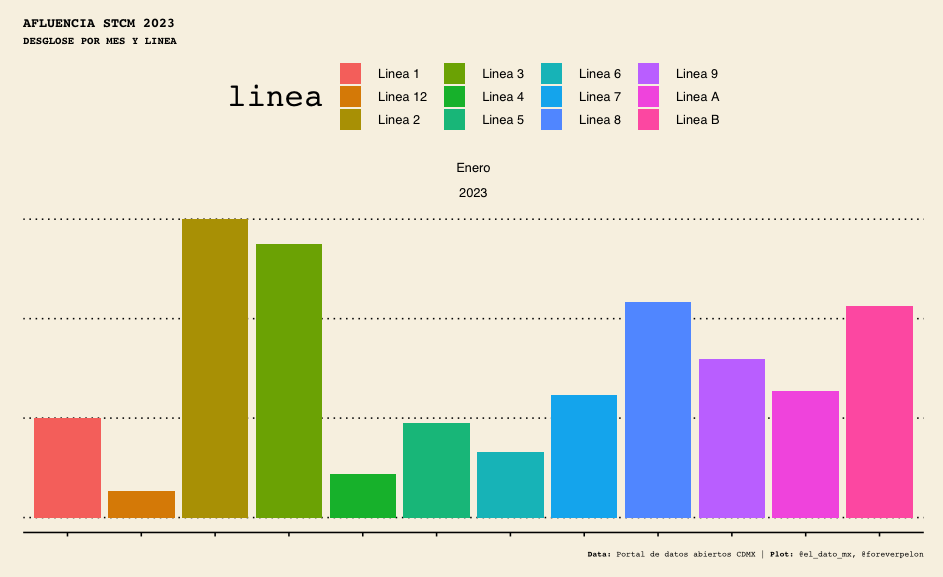 AFLUENCIA STCM 2023
DESGLOSE POR MES Y LINEA
linea
Linea 1
Linea 12
Linea 2
Linea 3
Linea 4
Linea 5
Linea 6
Linea 7
Linea 8
Linea 9
Linea A
Linea B
Enero
2023
Data: Portal de datos abiertos CDMX | Plot: @el_dato_mx, @foreverpelon